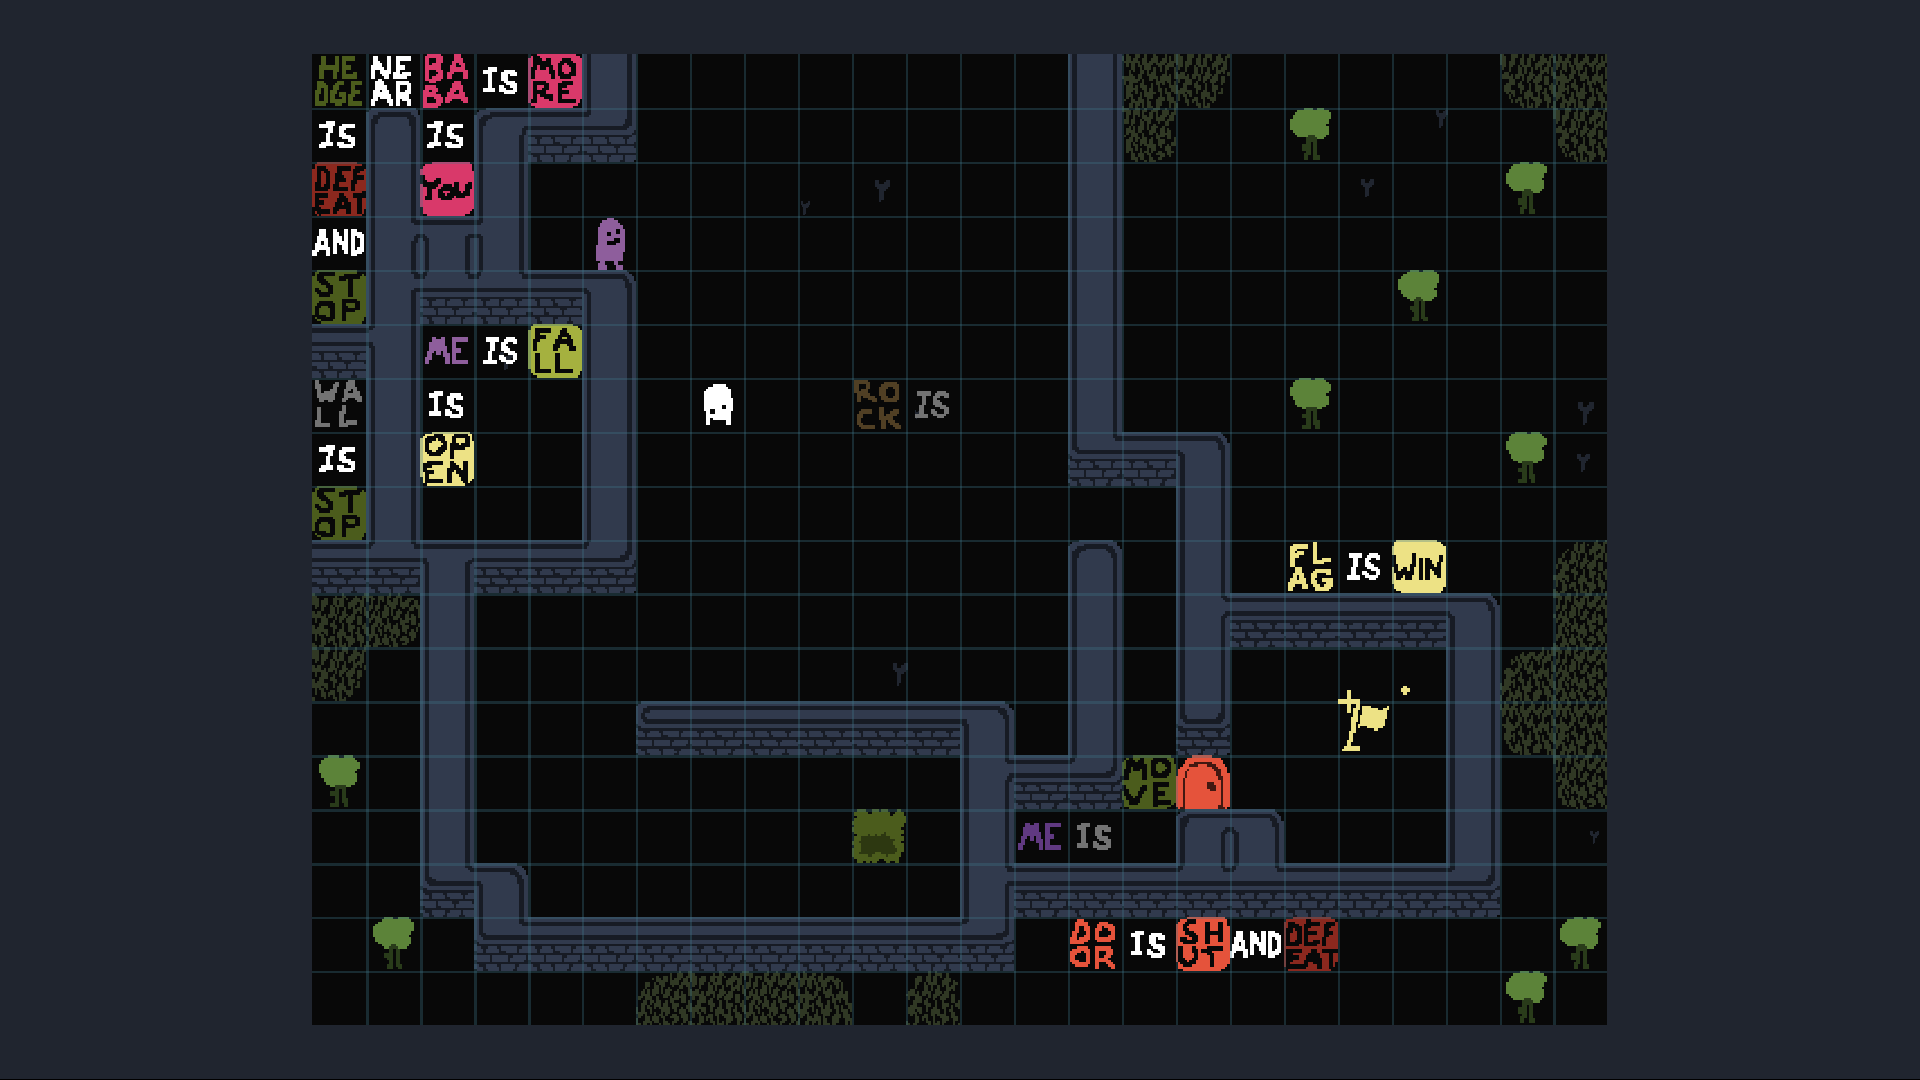 HEDGE NEAR BABA IS MORE
IS IS
DEFEAT YOU
AND
STOP
ME IS FALL
WALL IS ROCK IS
IS OPEN
STOP
FLAG IS WIN
MOVE
ME IS
DOOR IS SHUT AND DEFEAT